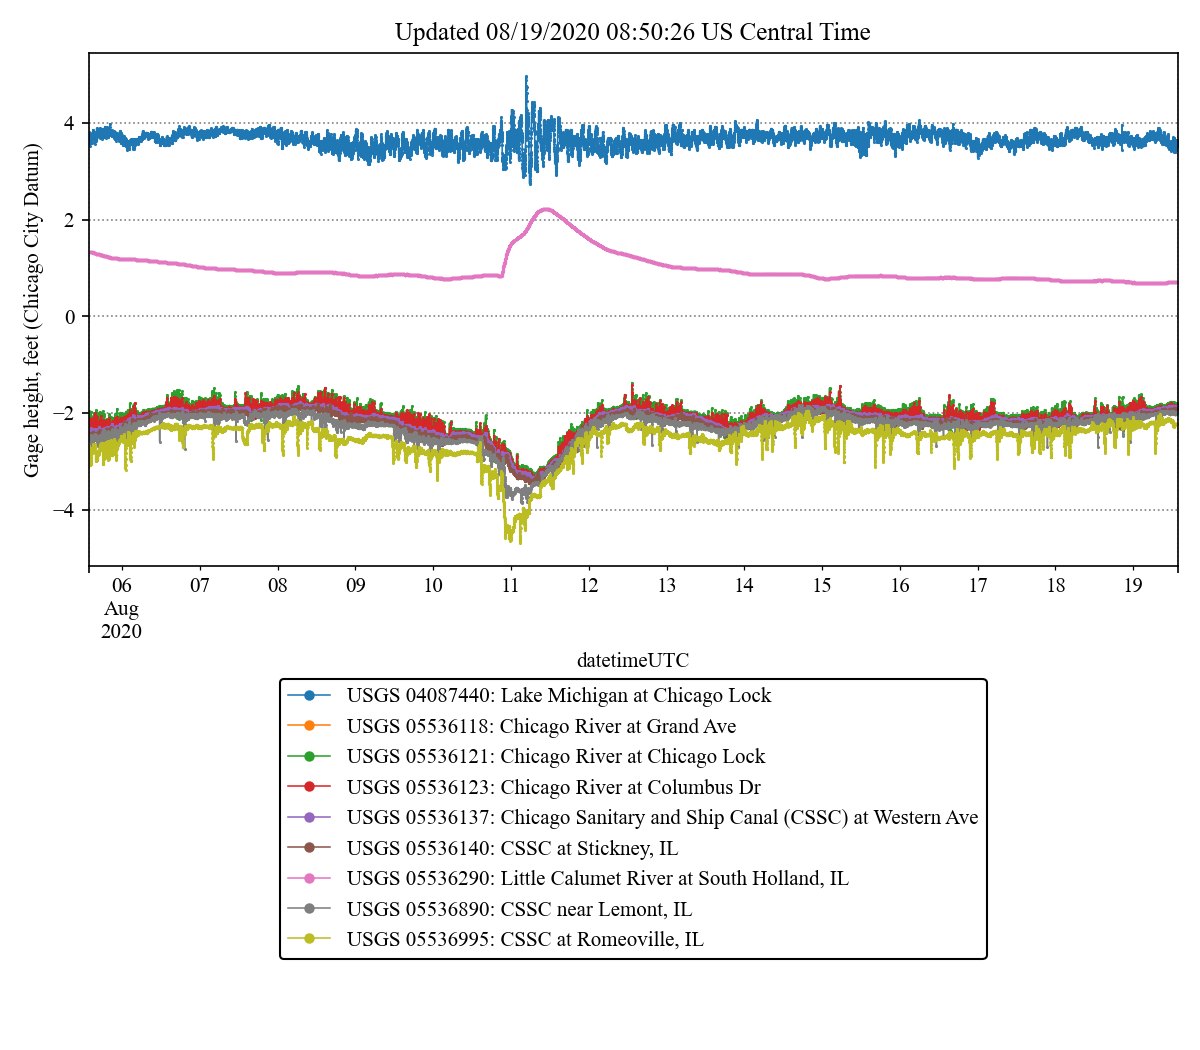 Updated 08/19/2020 08:50:26 US Central Time
Gage height, feet (Chicago City Datum)
4
2
0
−2
−4
06 07 08 09 10 11 12 13 14 15 16 17 18 19
Aug
2020
datetimeUTC
USGS 04087440: Lake Michigan at Chicago Lock
USGS 05536118: Chicago River at Grand Ave
USGS 05536121: Chicago River at Chicago Lock
USGS 05536123: Chicago River at Columbus Dr
USGS 05536137: Chicago Sanitary and Ship Canal (CSSC) at Western Ave
USGS 05536140: CSSC at Stickney, IL
USGS 05536290: Little Calumet River at South Holland, IL
USGS 05536890: CSSC near Lemont, IL
USGS 05536995: CSSC at Romeoville, IL